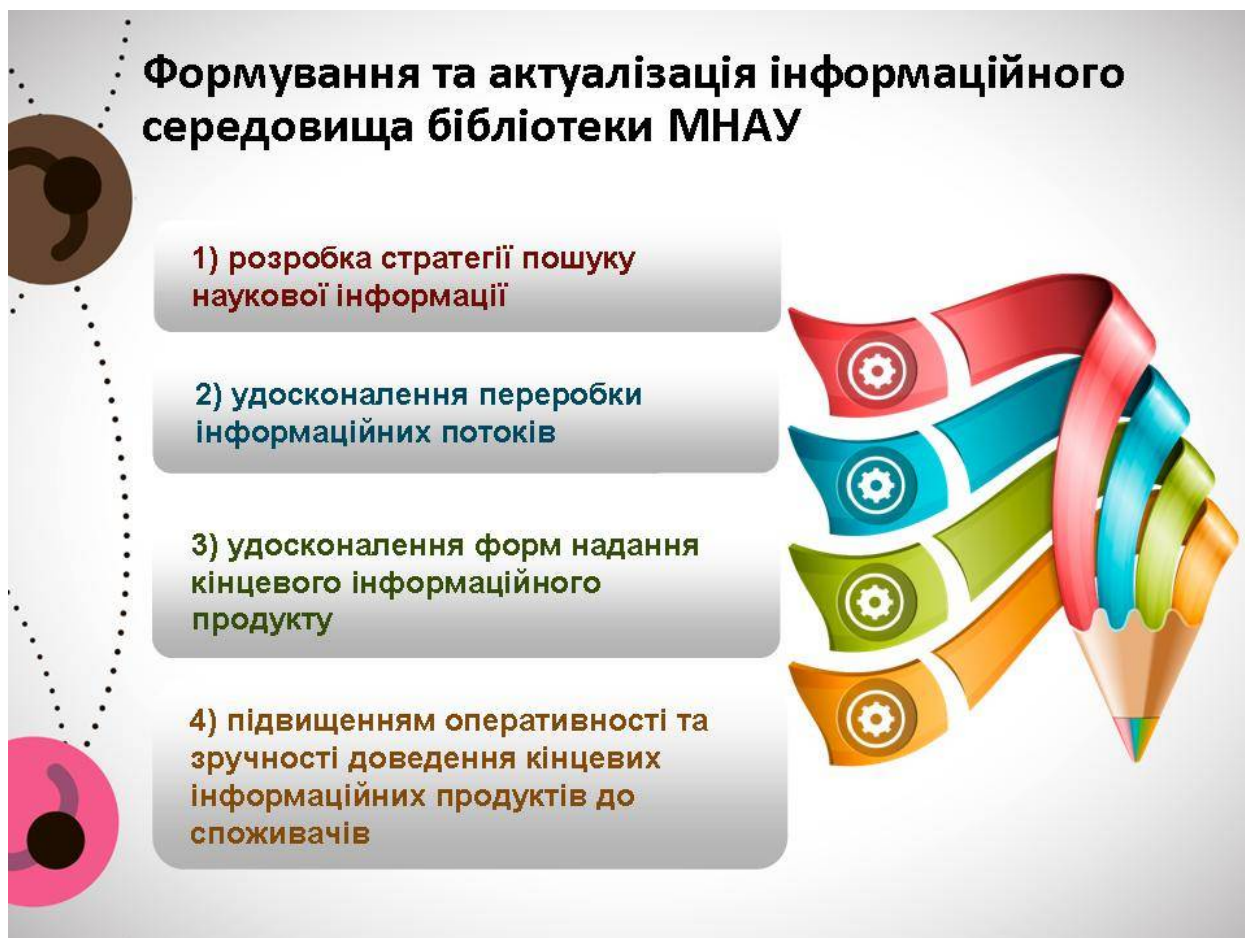 Формування та актуалізація інформаційного
середовища бібліотеки МНАУ
1) розробка стратегії пошуку
наукової інформації
2) удосконалення переробки
інформаційних потоків
3) удосконалення форм надання
кінцевого інформаційного
продукту
4) підвищенням оперативності та
зручності доведення кінцевих
інформаційних продуктів до
споживачів